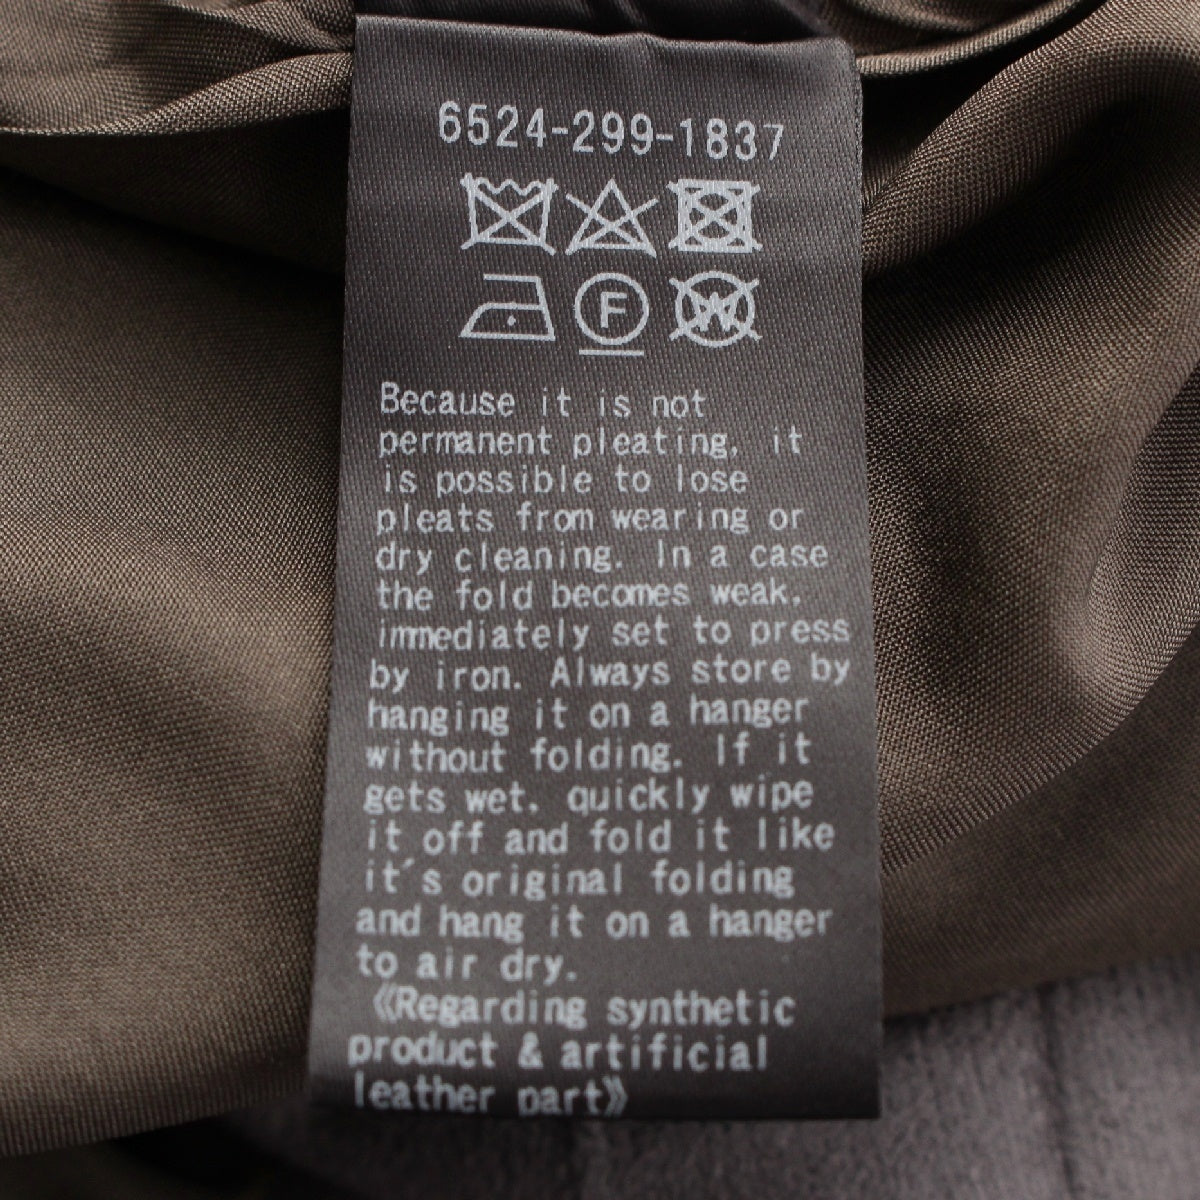 6524-299-1837
F W
Because it is not
permanent pleating, it
is possible to lose
pleats from wearing or
dry cleaning. In a case
the fold becomes weak,
immediately set to press
by iron. Always store by
hanging it on a hanger
without folding. If it
gets wet, quickly wipe
it off and fold it like
it's original folding
and hang it on a hanger
to air dry.
《Regarding synthetic
product & artificial
leather part》